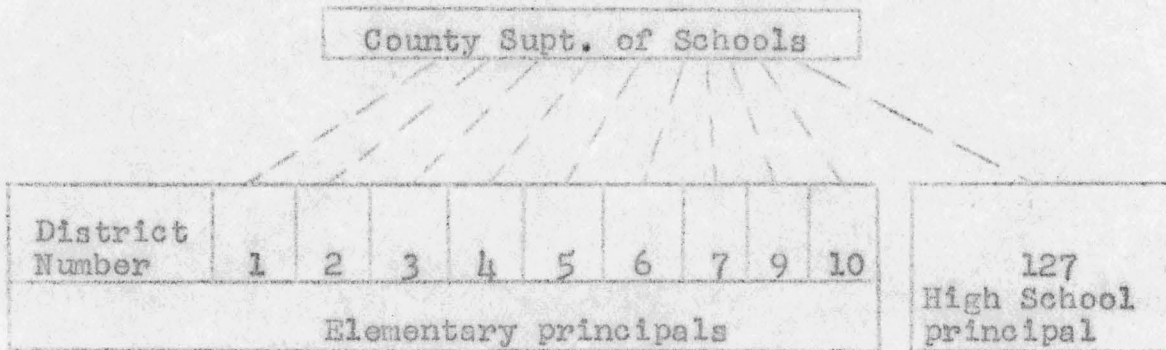 County Supt. of Schools
District
Number 1 2 3 4 5 6 7 9 10
Elementary principals
127
High School
principal